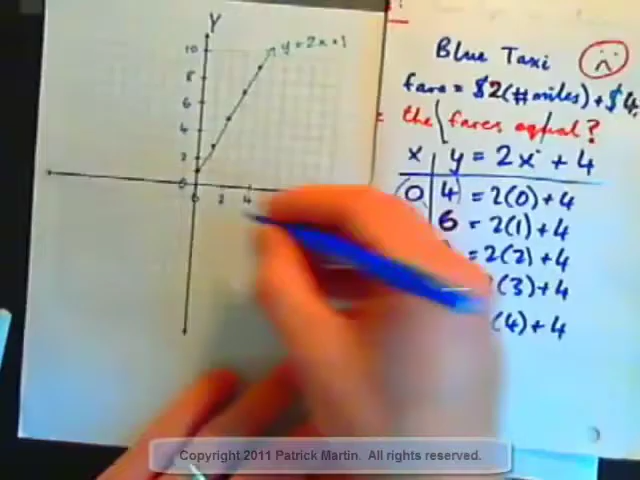 Y
10
8
6
4
2
0
0
2
4
y=2x+1
Blue Taxi
fare = $2(#miles)+$4
the fares equal?
x y = 2x + 4
0 4 = 2(0)+4
6 = 2(1)+4
= 2(2)+4
(3)+4
(4)+4
Copyright 2011 Patrick Martin. All rights reserved.